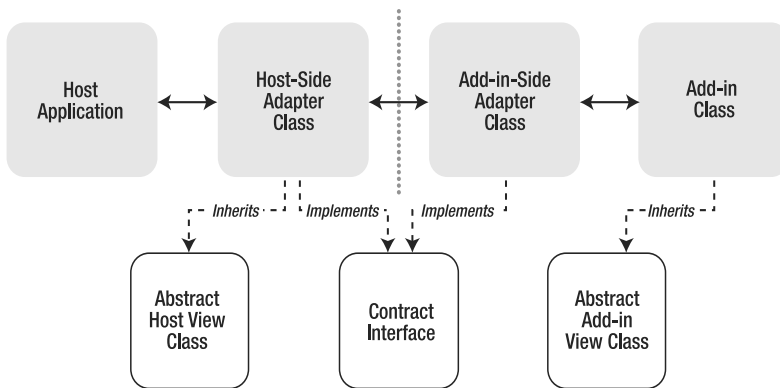 Host
Application
Host-Side
Adapter
Class
Add-in-Side
Adapter
Class
Add-in
Class
Inherits
Implements
Implements
Inherits
Abstract
Host View
Class
Contract
Interface
Abstract
Add-in
View Class